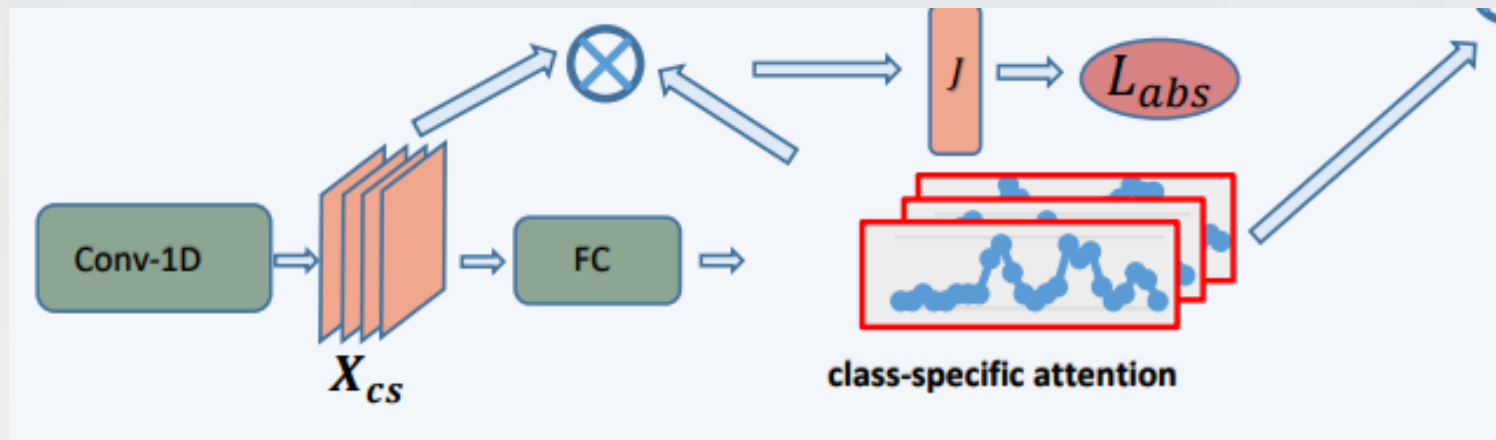 J
L_abs
Conv-1D
FC
X_cs
class-specific attention